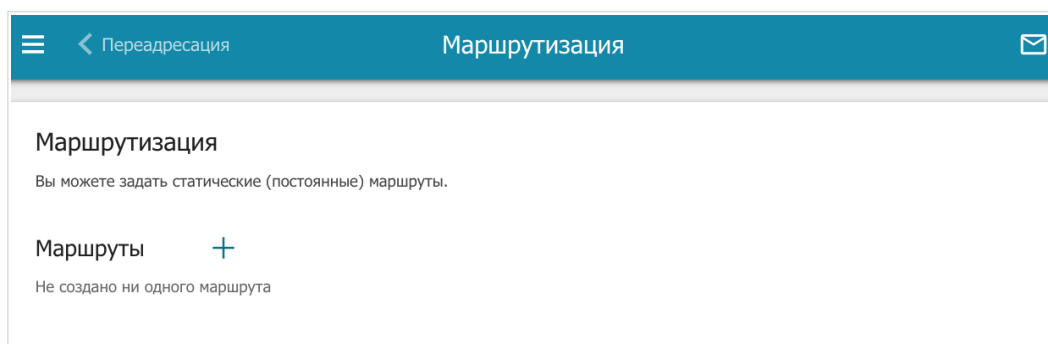 Переадресация
Маршрутизация
Маршрутизация
Вы можете задать статические (постоянные) маршруты.
Маршруты
Не создано ни одного маршрута